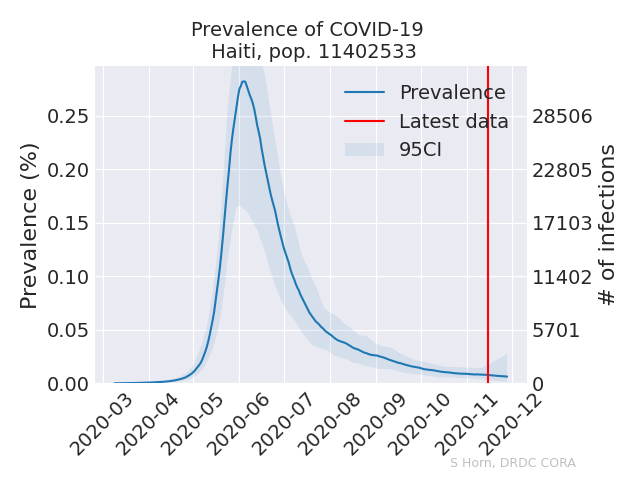 Prevalence of COVID-19
Haiti, pop. 11402533
Prevalence
Latest data
95CI
Prevalence (%)
0.25
0.20
0.15
0.10
0.05
0.00
28506
22805
17103
11402
5701
0
# of infections
2020-03
2020-04
2020-05
2020-06
2020-07
2020-08
2020-09
2020-10
2020-11
2020-12
S Horn, DRDC CORA